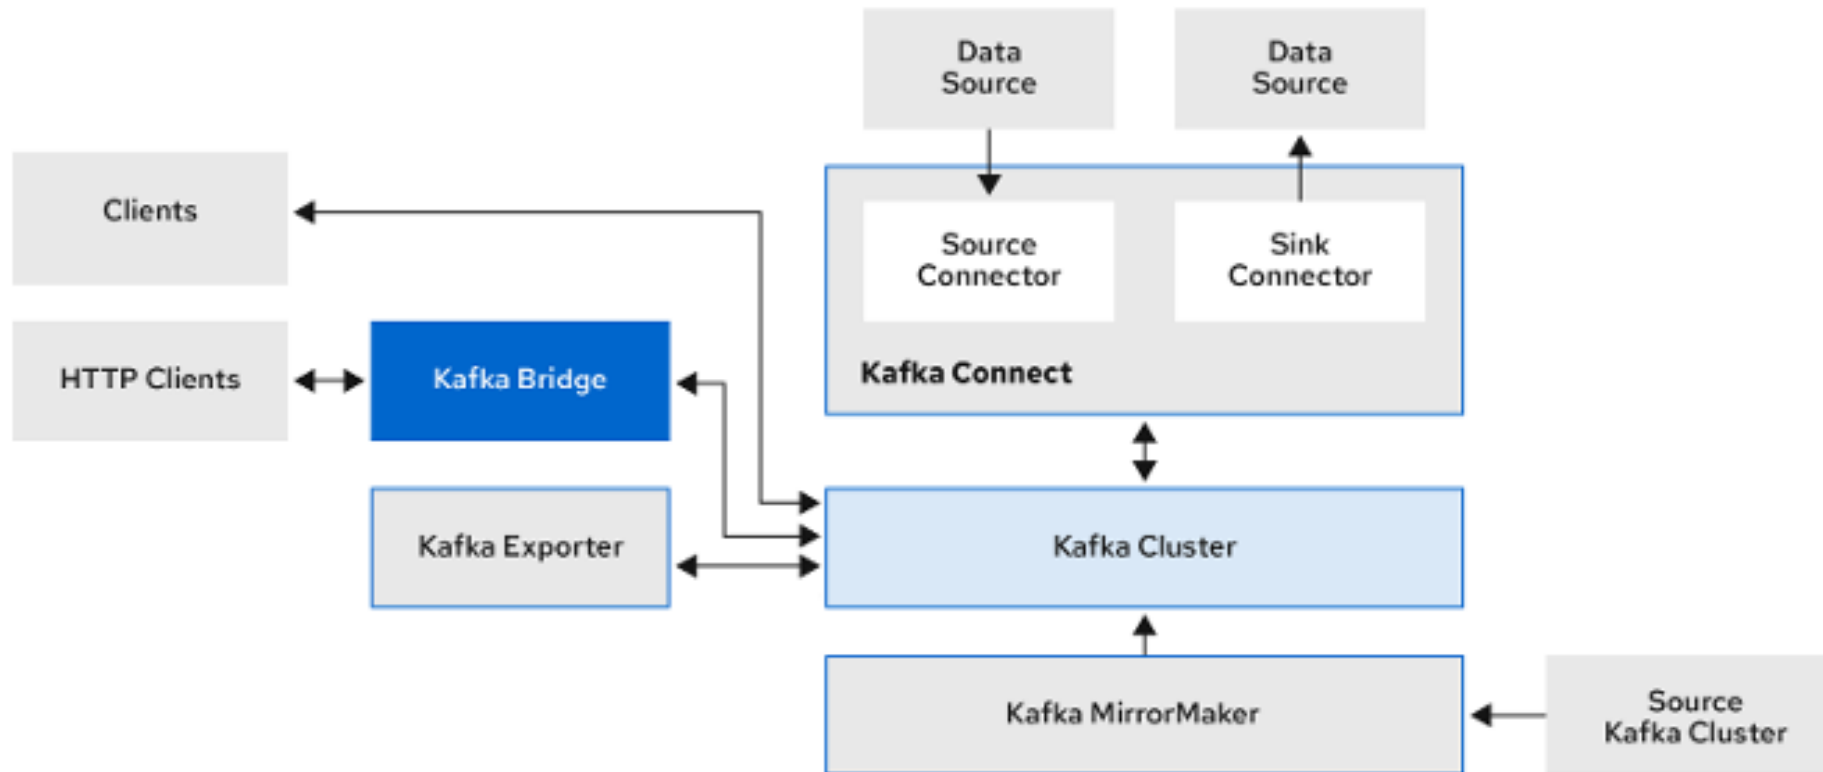 Data
Source
Data
Source
Clients
Source
Connector
Sink
Connector
HTTP Clients
Kafka Bridge
Kafka Connect
Kafka Exporter
Kafka Cluster
Kafka MirrorMaker
Source
Kafka Cluster